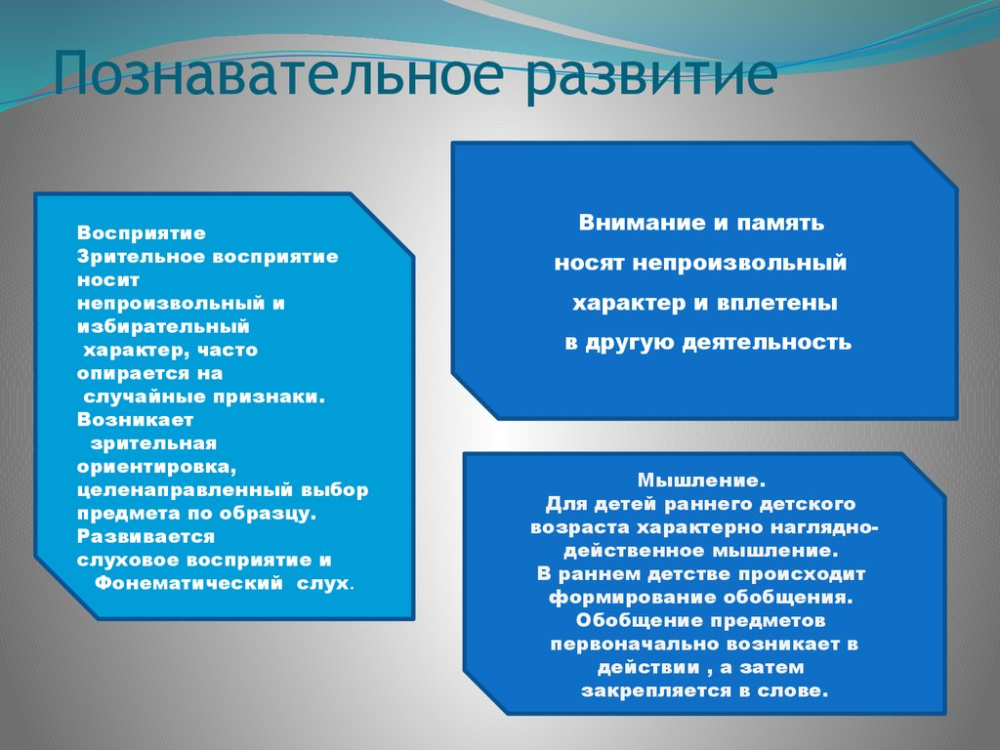 Познавательное развитие
Восприятие
Зрительное восприятие
носит
непроизвольный и
избирательный
характер, часто
опирается на
случайные признаки.
Возникает
зрительная
ориентировка,
целенаправленный выбор
предмета по образцу.
Развивается
слуховое восприятие и
Фонематический слух.
Внимание и память
носят непроизвольный
характер и вплетены
в другую деятельность
Мышление.
Для детей раннего детского
возраста характерно наглядно-
действенное мышление.
В раннем детстве происходит
формирование обобщения.
Обобщение предметов
первоначально возникает в
действии , а затем
закрепляется в слове.